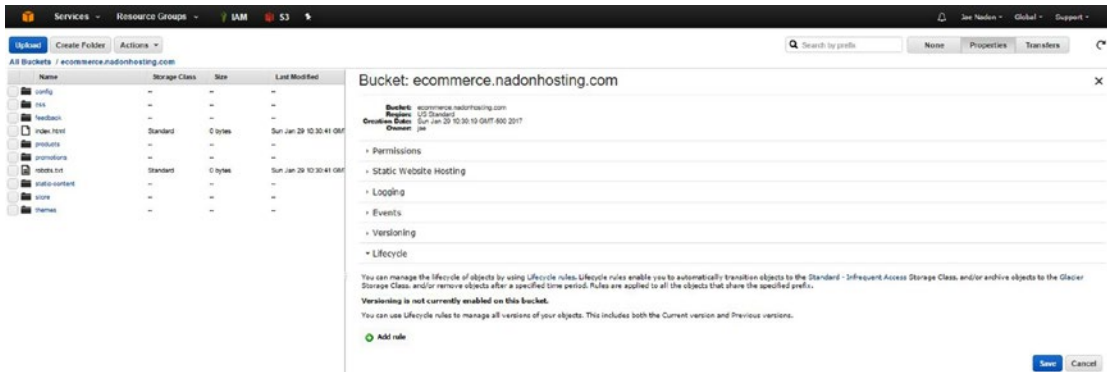 Services Resource Groups IAM S3 Joe Nadon Global Support
Upload Create Folder Actions Search by prefix None Properties Transfers
All Buckets / ecommerce.nadonhosting.com
Name Storage Class Size Last Modified
config -- -- --
css -- -- --
feedback -- -- --
index.html Standard 0 bytes Sun Jan 29 10:30:41 GMT
products -- -- --
promotions -- -- --
robots.txt Standard 0 bytes Sun Jan 29 10:30:41 GMT
static-content -- -- --
store -- -- --
themes -- -- --
Bucket: ecommerce.nadonhosting.com
Bucket: ecommerce.nadonhosting.com
Region: US Standard
Creation Date: Sun Jan 29 10:30:19 GMT-500 2017
Owner:
Permissions
Static Website Hosting
Logging
Events
Versioning
Lifecycle
You can manage the lifecycle of objects by using Lifecycle rules. Lifecycle rules enable you to automatically transition objects to the Standard - Infrequent Access Storage Class, and/or archive objects to the Glacier
Storage Class, and/or remove objects after a specified time period. Rules are applied to all the objects that share the specified prefix.
Versioning is not currently enabled on this bucket.
You can use Lifecycle rules to manage all versions of your objects. This includes both the Current version and Previous versions.
Add rule
Save Cancel